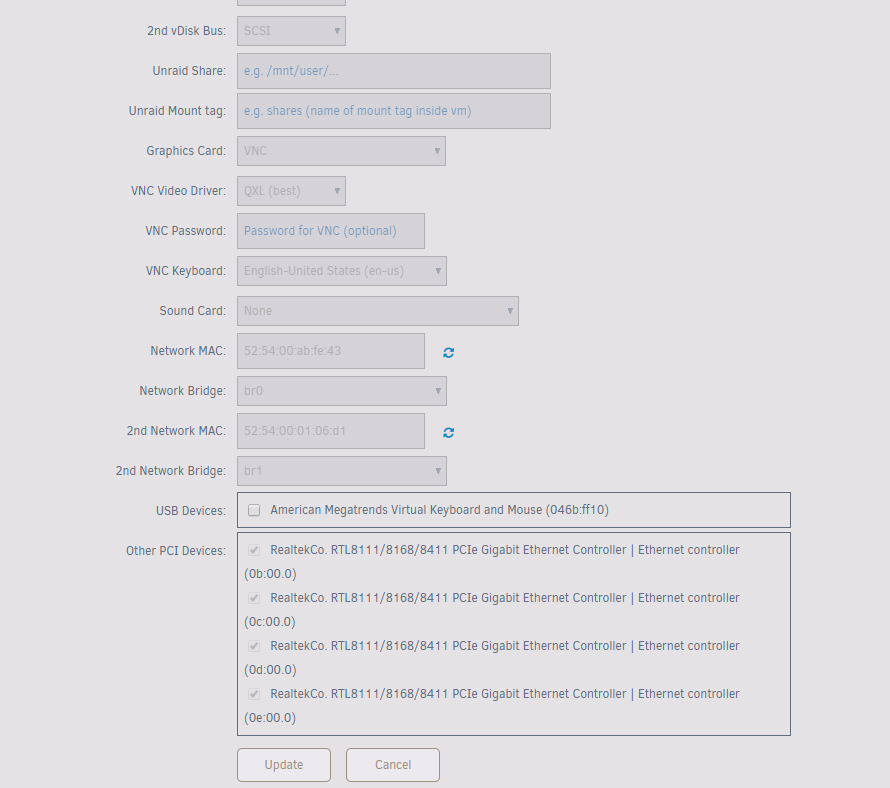 2nd vDisk Bus: SCSI
Unraid Share: e.g. /mnt/user/...
Unraid Mount tag: e.g. shares (name of mount tag inside vm)
Graphics Card: VNC
VNC Video Driver: QXL (best)
VNC Password: Password for VNC (optional)
VNC Keyboard: English-United States (en-us)
Sound Card: None
Network MAC: 52:54:00:ab:fe:43
Network Bridge: br0
2nd Network MAC: 52:54:00:01:06:d1
2nd Network Bridge: br1
USB Devices: American Megatrends Virtual Keyboard and Mouse (046b:ff10)
Other PCI Devices: RealtekCo. RTL8111/8168/8411 PCIe Gigabit Ethernet Controller | Ethernet controller
(0b:00.0)
RealtekCo. RTL8111/8168/8411 PCIe Gigabit Ethernet Controller | Ethernet controller
(0c:00.0)
RealtekCo. RTL8111/8168/8411 PCIe Gigabit Ethernet Controller | Ethernet controller
(0d:00.0)
RealtekCo. RTL8111/8168/8411 PCIe Gigabit Ethernet Controller | Ethernet controller
(0e:00.0)
Update Cancel